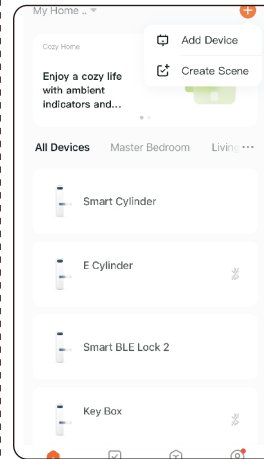 My Home ..
Add Device
Cozy Home
Create Scene
Enjoy a cozy life
with ambient
indicators and...
All Devices Master Bedroom Living ···
Smart Cylinder
E Cylinder
Smart BLE Lock 2
Key Box